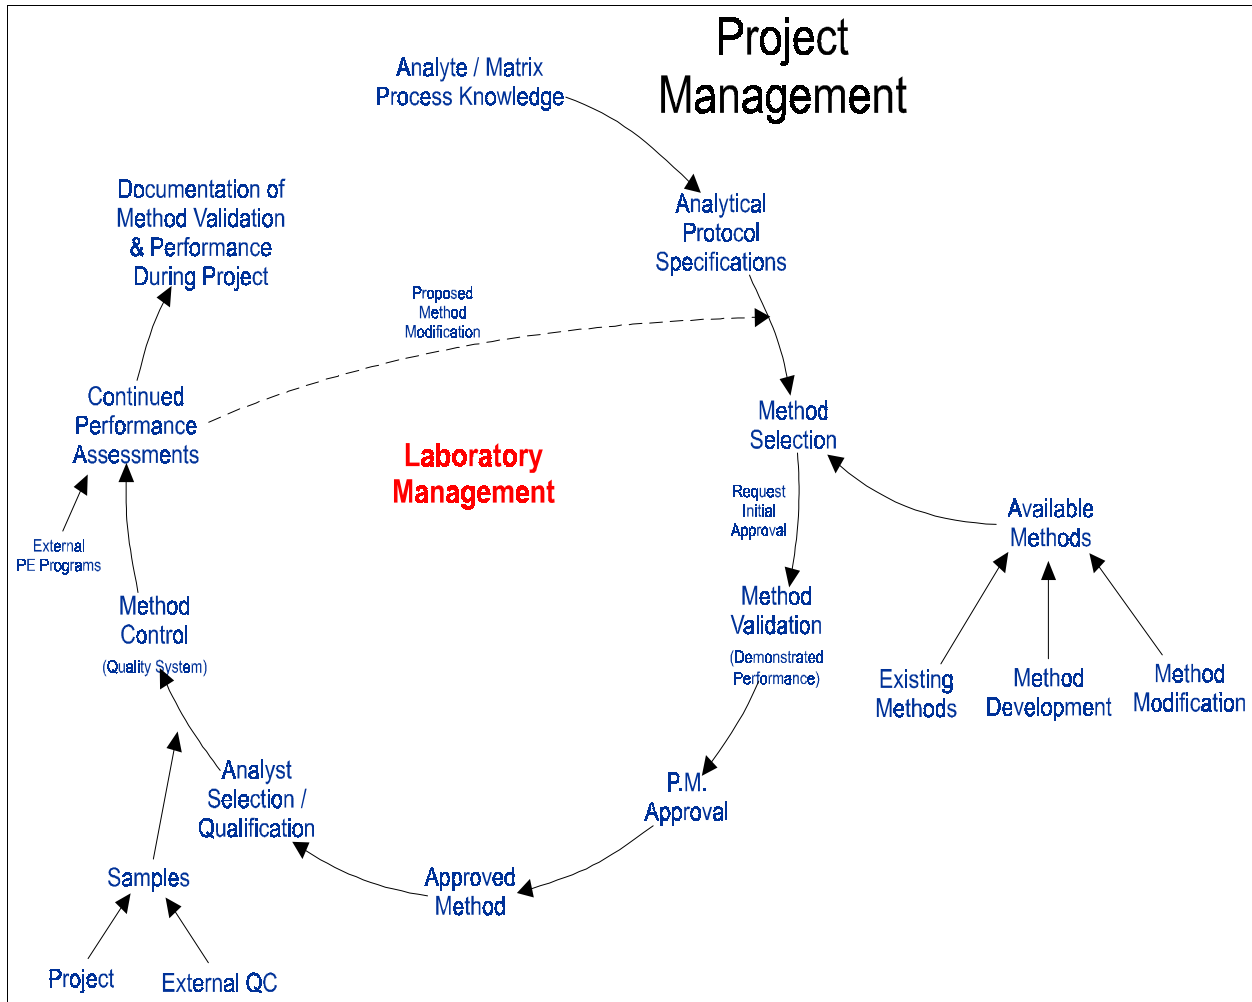 Project
Management
Analyte / Matrix
Process Knowledge
Documentation of
Method Validation
& Performance
During Project
Analytical
Protocol
Specifications
Proposed
Method
Modification
Continued
Performance
Assessments
Method
Selection
Laboratory
Management
Request
Initial
Approval
Available
Methods
External
PE Programs
Method
Control
(Quality System)
Method
Validation
(Demonstrated
Performance)
Existing
Methods
Method
Development
Method
Modification
Analyst
Selection /
Qualification
P.M.
Approval
Samples
Approved
Method
Project
External QC